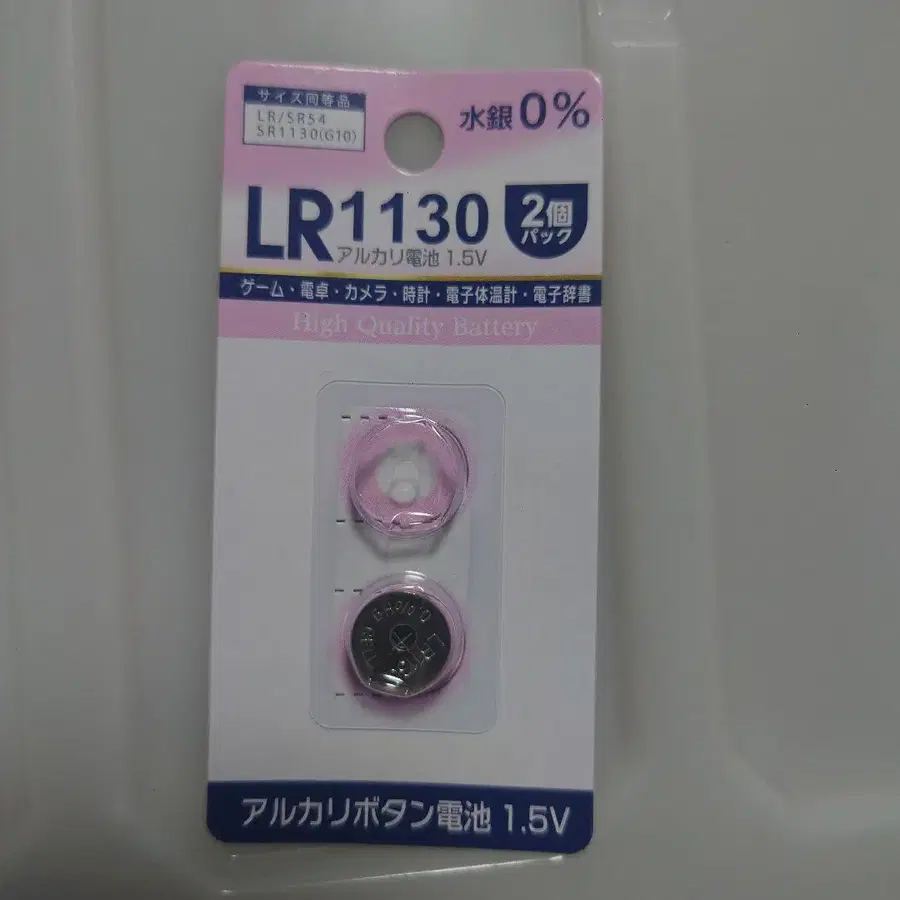 サイズ同等品
LR/SR54
SR1130(G10)
水銀0%
LR1130
アルカリ電池 1.5V
2個
パック
ゲーム・電卓・カメラ・時計・電子体温計・電子辞書
High Quality Battery
アルカリボタン電池 1.5V